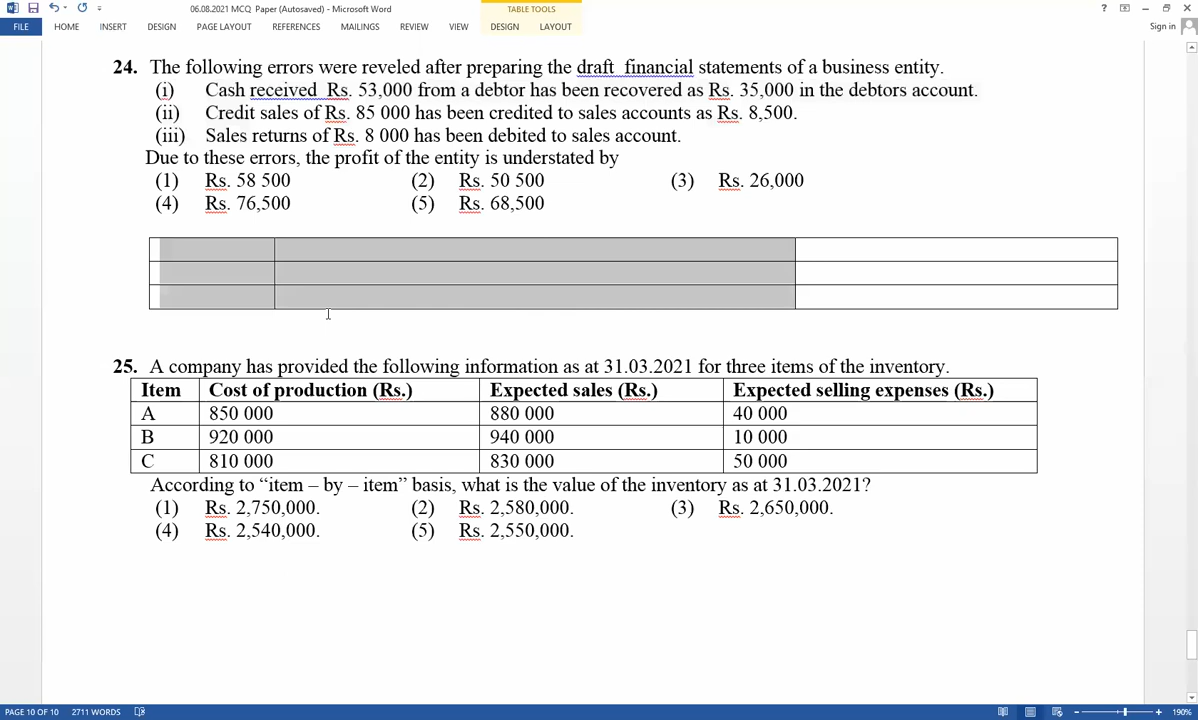 06.08.2021 MCQ Paper (Autosaved) - Microsoft Word
TABLE TOOLS
FILE HOME INSERT DESIGN PAGE LAYOUT REFERENCES MAILINGS REVIEW VIEW DESIGN LAYOUT Sign in
24. The following errors were reveled after preparing the draft financial statements of a business entity.
(i) Cash received Rs. 53,000 from a debtor has been recovered as Rs. 35,000 in the debtors account.
(ii) Credit sales of Rs. 85 000 has been credited to sales accounts as Rs. 8,500.
(iii) Sales returns of Rs. 8 000 has been debited to sales account.
Due to these errors, the profit of the entity is understated by
(1) Rs. 58 500 (2) Rs. 50 500 (3) Rs. 26,000
(4) Rs. 76,500 (5) Rs. 68,500
25. A company has provided the following information as at 31.03.2021 for three items of the inventory.
Item Cost of production (Rs.) Expected sales (Rs.) Expected selling expenses (Rs.)
A 850 000 880 000 40 000
B 920 000 940 000 10 000
C 810 000 830 000 50 000
According to “item – by – item” basis, what is the value of the inventory as at 31.03.2021?
(1) Rs. 2,750,000. (2) Rs. 2,580,000. (3) Rs. 2,650,000.
(4) Rs. 2,540,000. (5) Rs. 2,550,000.
PAGE 10 OF 10 2711 WORDS 190%